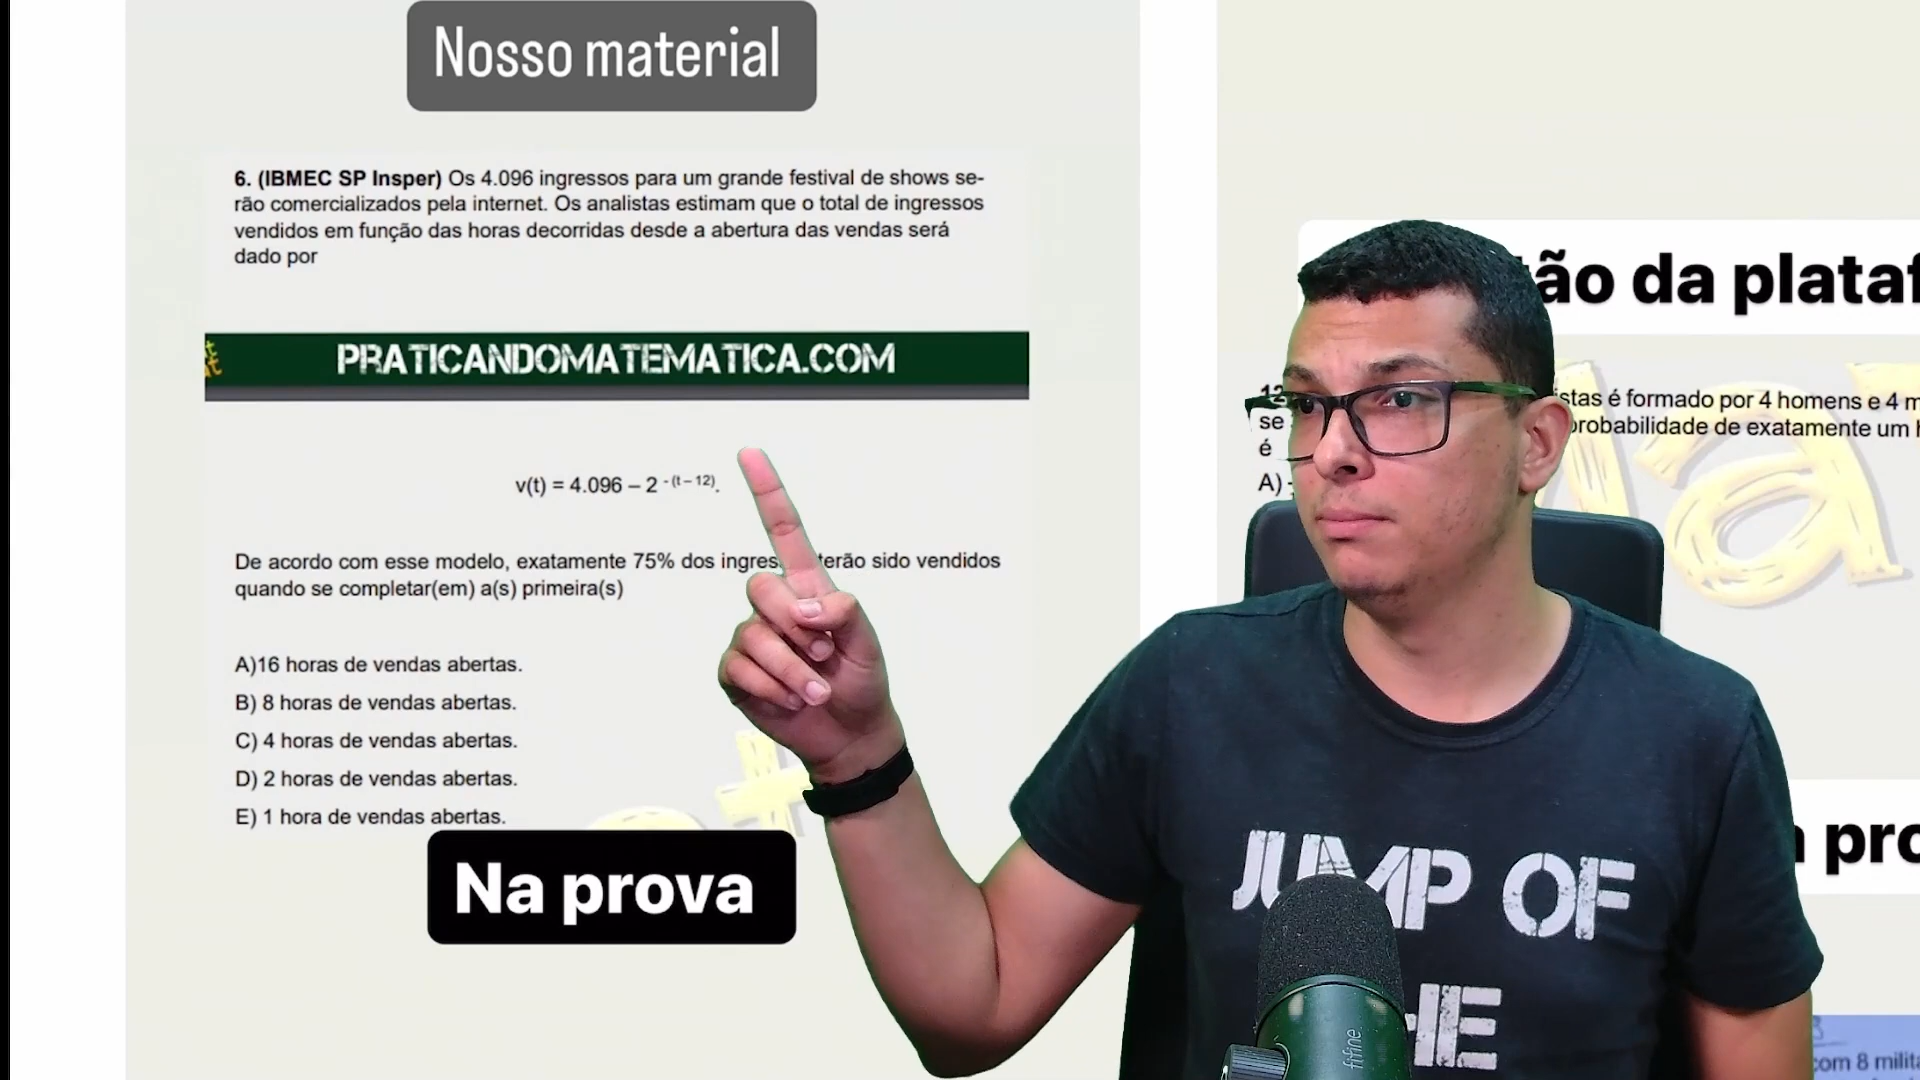 Nosso material
6. (IBMEC SP Insper) Os 4.096 ingressos para um grande festival de shows se-
rão comercializados pela internet. Os analistas estimam que o total de ingressos
vendidos em função das horas decorridas desde a abertura das vendas será
dado por
PRATICANDOMATEMATICA.COM
v(t) = 4.096 – 2 ^-(t – 12).
De acordo com esse modelo, exatamente 75% dos ingres terão sido vendidos
quando se completar(em) a(s) primeira(s)
A)16 horas de vendas abertas.
B) 8 horas de vendas abertas.
C) 4 horas de vendas abertas.
D) 2 horas de vendas abertas.
E) 1 hora de vendas abertas.
Na prova
ão da plataf
istas é formado por 4 homens e 4 m
se probabilidade de exatamente um h
é
A)
pro
JUMP OF
HE
fifine
com 8 milita